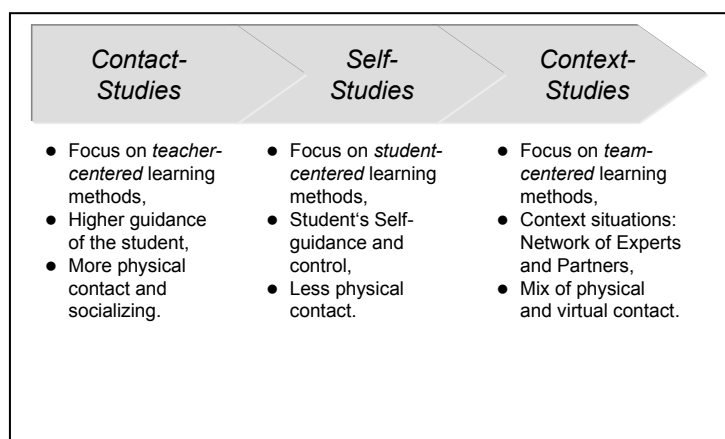 Contact-
Studies
● Focus on teacher-
centered learning
methods,
● Higher guidance
of the student,
● More physical
contact and
socializing.
Self-
Studies
● Focus on student-
centered learning
methods,
● Student‘s Self-
guidance and
control,
● Less physical
contact.
Context-
Studies
● Focus on team-
centered learning
methods,
● Context situations:
Network of Experts
and Partners,
● Mix of physical
and virtual contact.